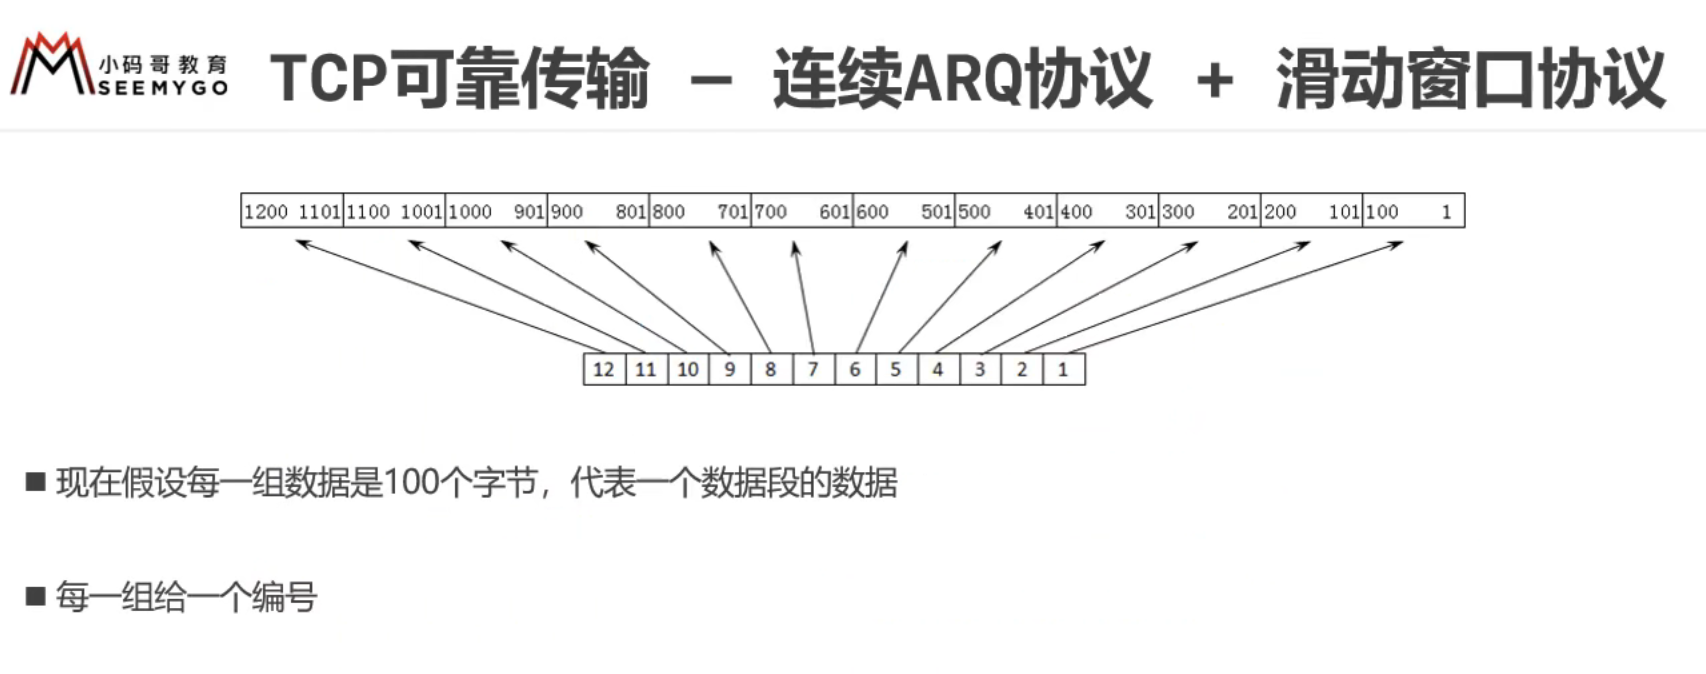 小码哥教育
SEEMYGO
TCP可靠传输 – 连续ARQ协议 + 滑动窗口协议
1200 1101 1100 1001 1000 901 900 801 800 701 700 601 600 501 500 401 400 301 300 201 200 101 100 1
12 11 10 9 8 7 6 5 4 3 2 1
■ 现在假设每一组数据是100个字节，代表一个数据段的数据
■ 每一组给一个编号